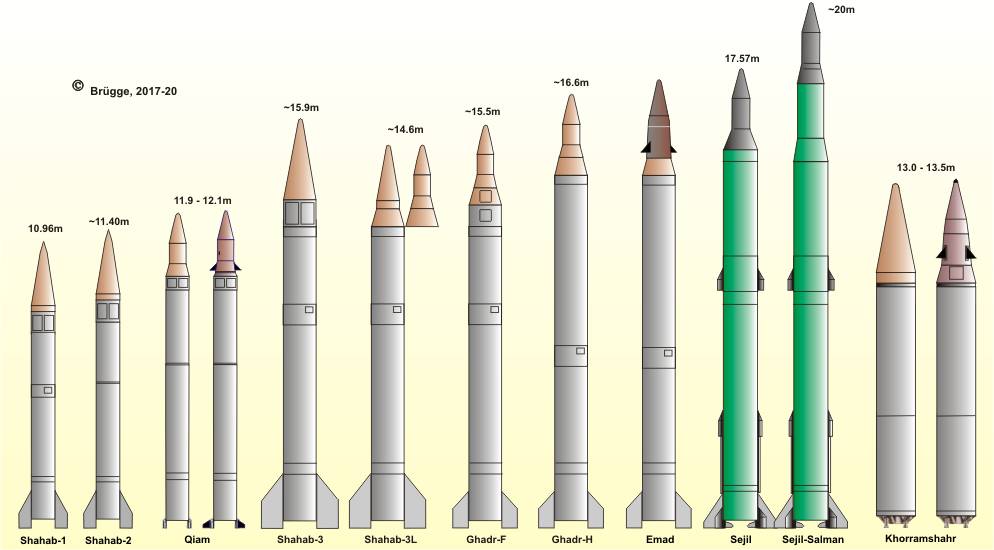 © Brügge, 2017-20
10.96m
~11.40m
11.9 - 12.1m
~15.9m
~14.6m
~15.5m
~16.6m
17.57m
~20m
13.0 - 13.5m
Shahab-1
Shahab-2
Qiam
Shahab-3
Shahab-3L
Ghadr-F
Ghadr-H
Emad
Sejil
Sejil-Salman
Khorramshahr